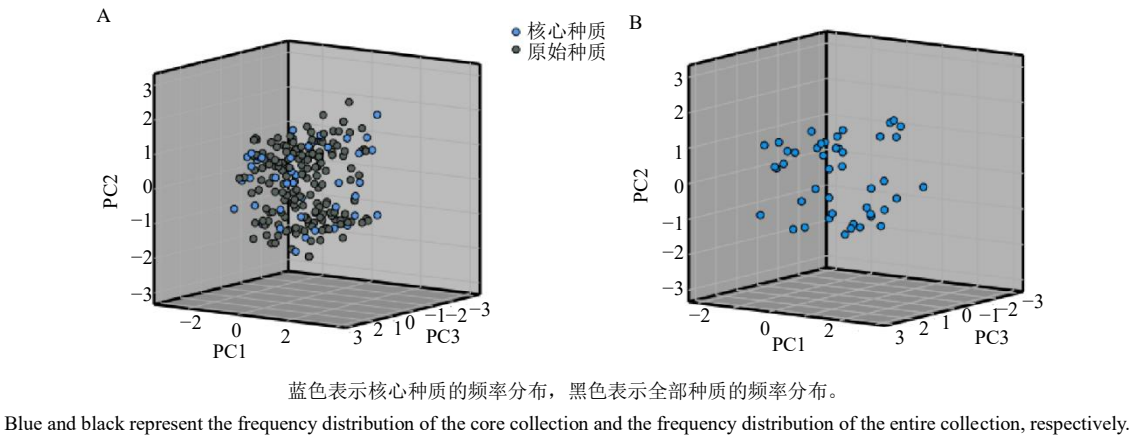 A
核心种质
原始种质
PC2
3
2
1
0
−1
−2
−3
−2
0
2
PC1
3
2
1
0
−1
−2
−3
PC3
B
PC2
3
2
1
0
−1
−2
−3
−2
0
2
PC1
3
2
1
0
−1
−2
−3
PC3
蓝色表示核心种质的频率分布，黑色表示全部种质的频率分布。
Blue and black represent the frequency distribution of the core collection and the frequency distribution of the entire collection, respectively.